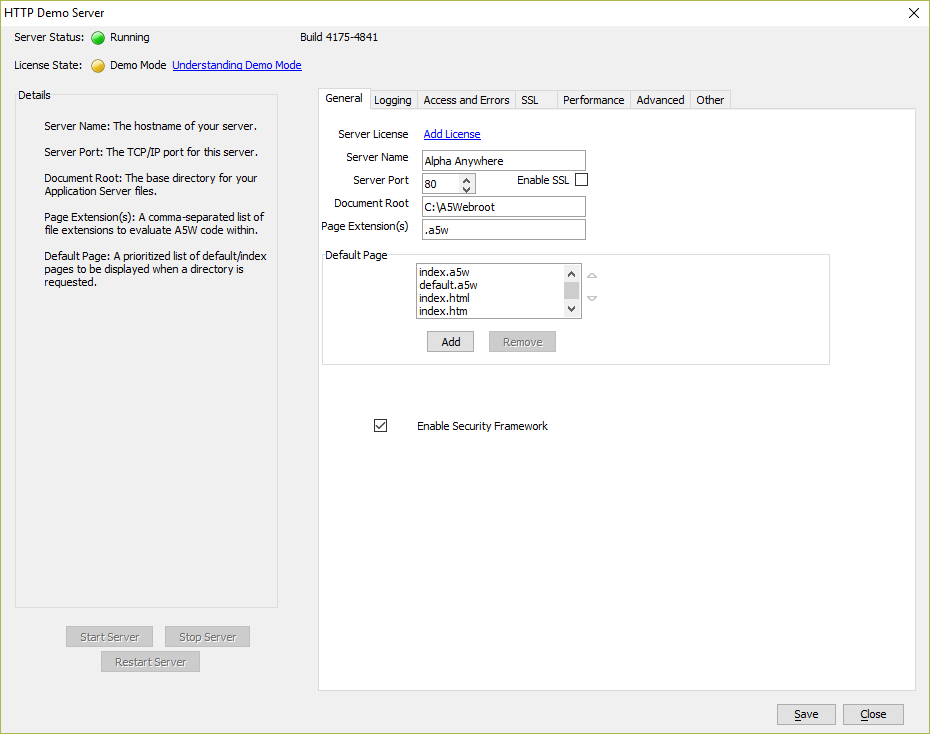 HTTP Demo Server
Server Status: Running Build 4175-4841
License State: Demo Mode Understanding Demo Mode
Details
Server Name: The hostname of your server.
Server Port: The TCP/IP port for this server.
Document Root: The base directory for your
Application Server files.
Page Extension(s): A comma-separated list of
file extensions to evaluate A5W code within.
Default Page: A prioritized list of default/index
pages to be displayed when a directory is
requested.
Start Server Stop Server
Restart Server
General Logging Access and Errors SSL Performance Advanced Other
Server License Add License
Server Name Alpha Anywhere
Server Port 80 Enable SSL
Document Root C:\A5Webroot
Page Extension(s) .a5w
Default Page
index.a5w
default.a5w
index.html
index.htm
Add Remove
Enable Security Framework
Save Close